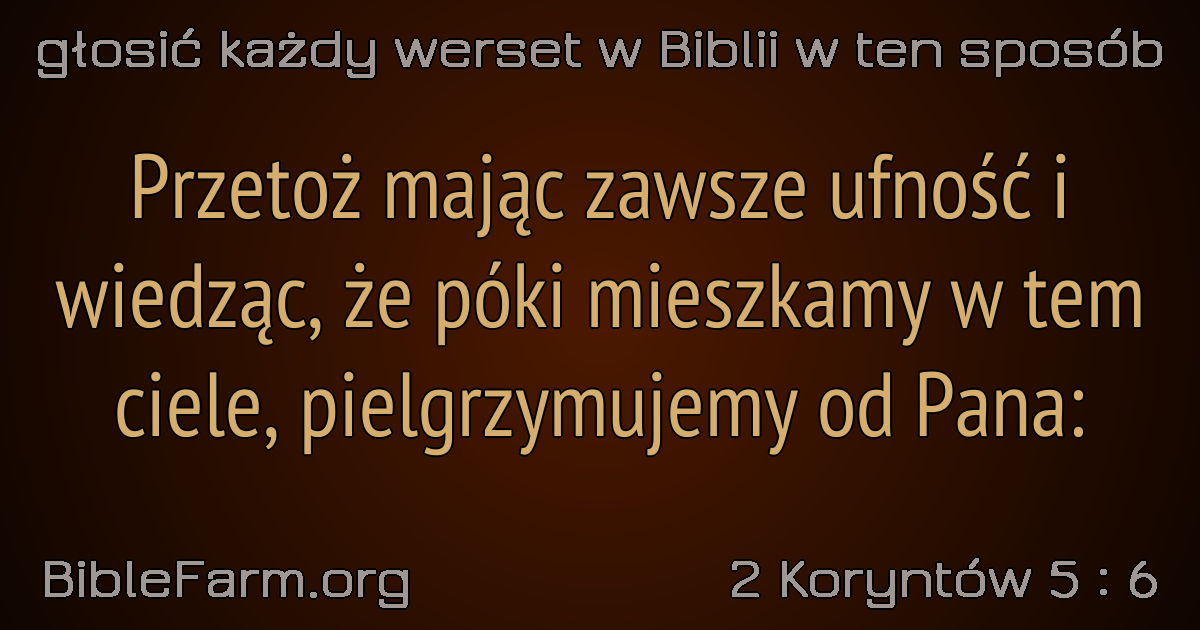 głosić każdy werset w Biblii w ten sposób
Przetoż mając zawsze ufność i
wiedząc, że póki mieszkamy w tem
ciele, pielgrzymujemy od Pana:
BibleFarm.org
2 Koryntów 5 : 6